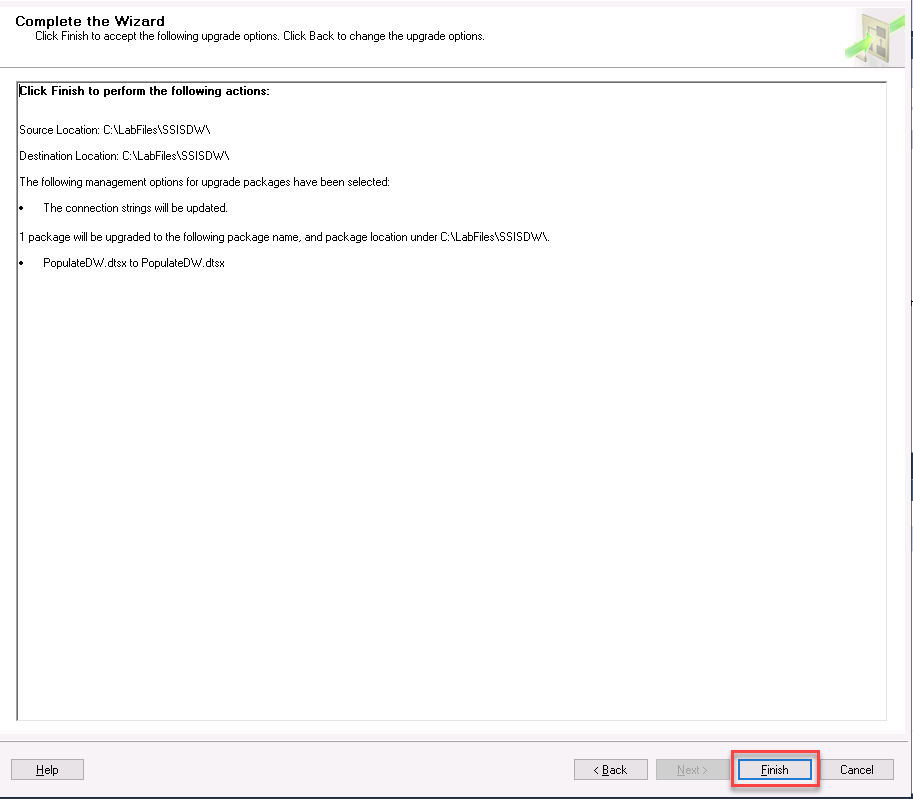 Complete the Wizard
Click Finish to accept the following upgrade options. Click Back to change the upgrade options.
Click Finish to perform the following actions:
Source Location: C:\LabFiles\SSISDW\
Destination Location: C:\LabFiles\SSISDW\
The following management options for upgrade packages have been selected:
• The connection strings will be updated.
1 package will be upgraded to the following package name, and package location under C:\LabFiles\SSISDW\.
• PopulateDW.dtsx to PopulateDW.dtsx
Help
< Back
Next >
Finish
Cancel